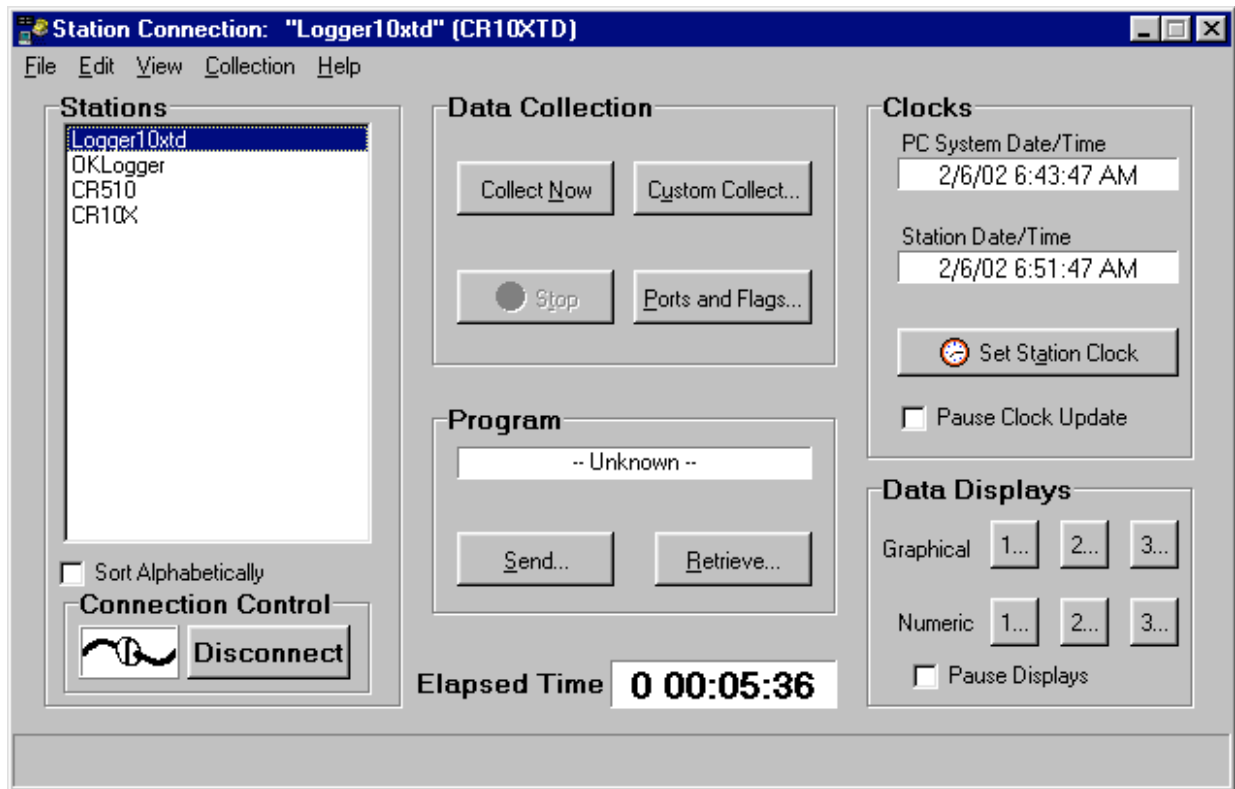 Station Connection: "Logger10xtd" (CR10XTD)
File Edit View Collection Help
Stations
Logger10xtd
OKLogger
CR510
CR10X
Sort Alphabetically
Connection Control
Disconnect
Data Collection
Collect Now
Custom Collect...
Stop
Ports and Flags...
Program
-- Unknown --
Send...
Retrieve...
Elapsed Time 0 00:05:36
Clocks
PC System Date/Time
2/6/02 6:43:47 AM
Station Date/Time
2/6/02 6:51:47 AM
Set Station Clock
Pause Clock Update
Data Displays
Graphical 1... 2... 3...
Numeric 1... 2... 3...
Pause Displays